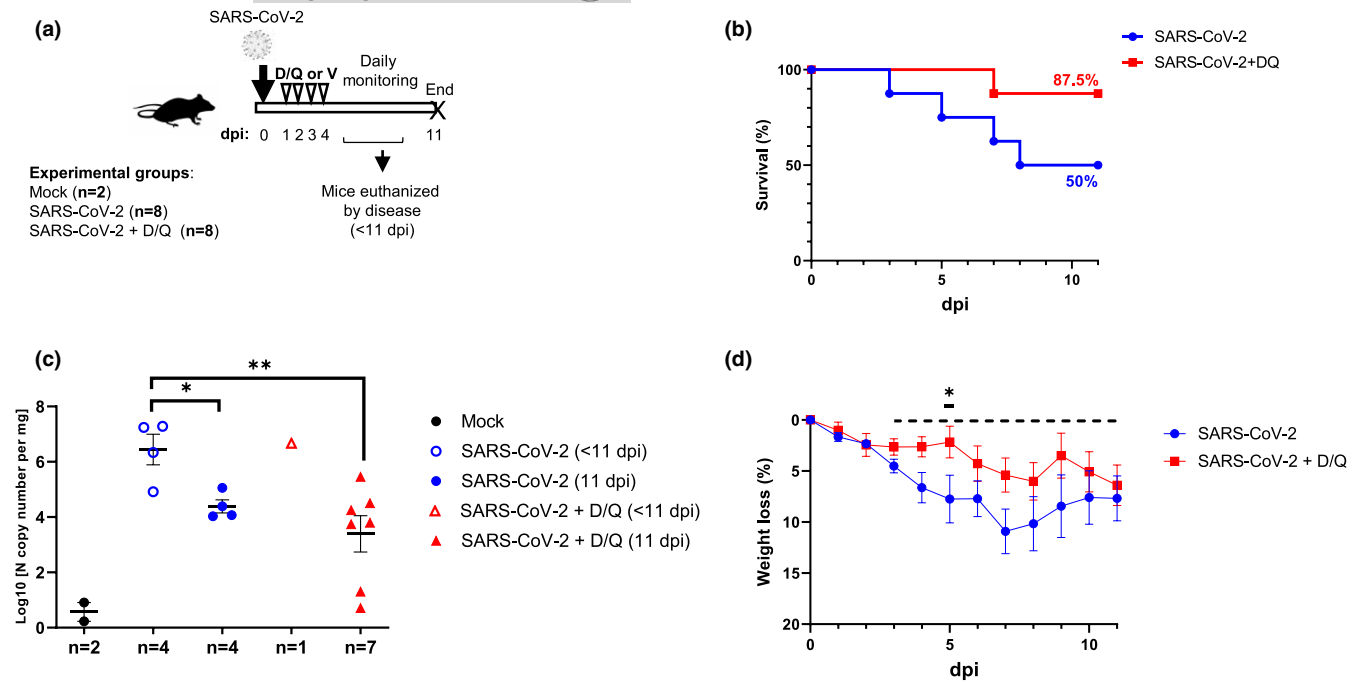 (a)
SARS-CoV-2
D/Q or V
Daily
monitoring
End
dpi: 0 1 2 3 4 11
Experimental groups:
Mock (n=2)
SARS-CoV-2 (n=8)
SARS-CoV-2 + D/Q (n=8)
Mice euthanized
by disease
(<11 dpi)
(b)
SARS-CoV-2
SARS-CoV-2+DQ
Survival (%)
100
50
0
87.5%
50%
0 5 10
dpi
(c)
**
*
Log10 [N copy number per mg]
8
6
4
2
0
n=2 n=4 n=4 n=1 n=7
Mock
SARS-CoV-2 (<11 dpi)
SARS-CoV-2 (11 dpi)
SARS-CoV-2 + D/Q (<11 dpi)
SARS-CoV-2 + D/Q (11 dpi)
(d)
*
Weight loss (%)
0
5
10
15
20
0 5 10
dpi
SARS-CoV-2
SARS-CoV-2 + D/Q